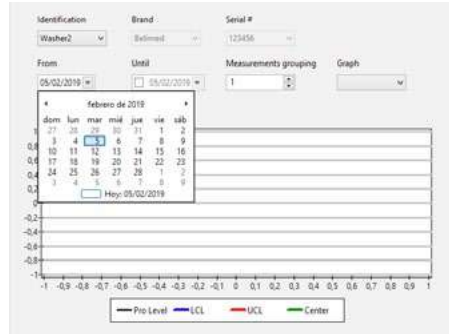 Identification Brand Serial #
Washer2 Belimed 123456
From Until Measurements grouping Graph
05/02/2019 05/02/2019 1
febrero de 2019
dom lun mar mié jue vie sáb
27 28 29 30 31 1 2
3 4 5 6 7 8 9
10 11 12 13 14 15 16
17 18 19 20 21 22 23
24 25 26 27 28 1 2
3 4 5 6 7 8 9
Hoy: 05/02/2019
1
0,8
0,6
0,4
0,2
0
-0,2
-0,4
-0,6
-0,8
-1
-1 -0,9 -0,8 -0,7 -0,6 -0,5 -0,4 -0,3 -0,2 -0,1 0 0,1 0,2 0,3 0,4 0,5 0,6 0,7 0,8 0,9 1
Pro Level LCL UCL Center